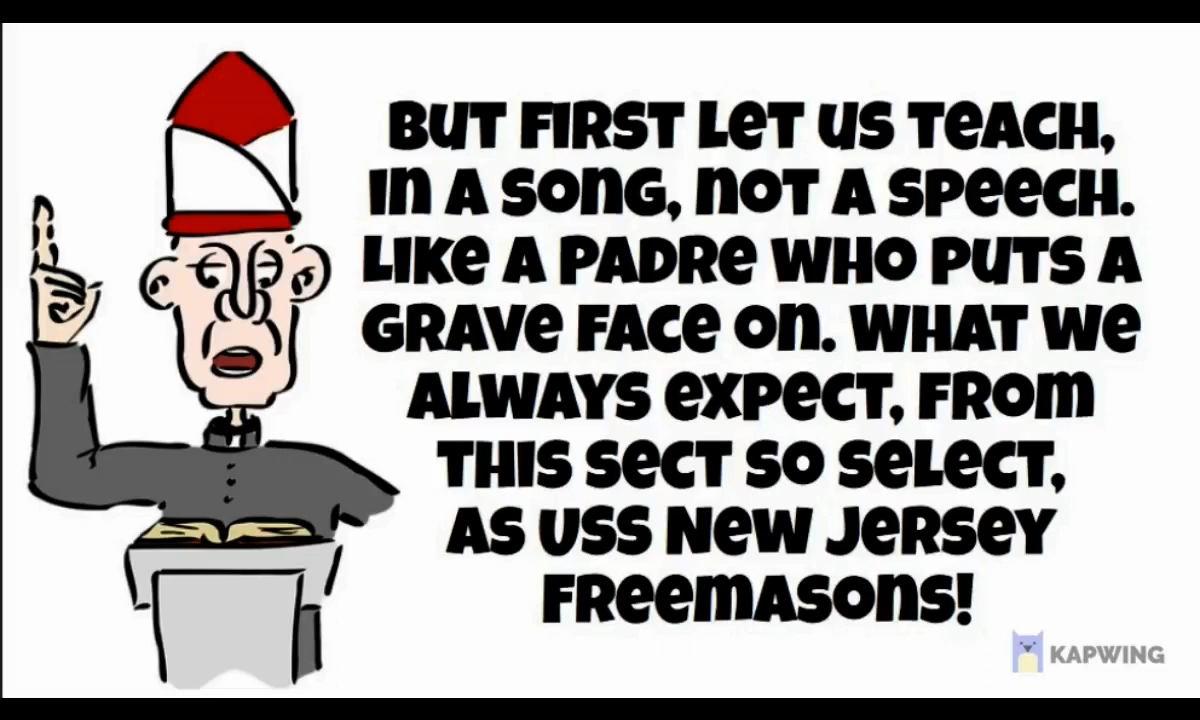 BUT FIRST LET US TEACH,
IN A SONG, NOT A SPEECH.
LIKE A PADRE WHO PUTS A
GRAVE FACE ON. WHAT WE
ALWAYS EXPECT, FROM
THIS SECT SO SELECT,
AS USS NEW JERSEY
FREEMASONS!
KAPWING